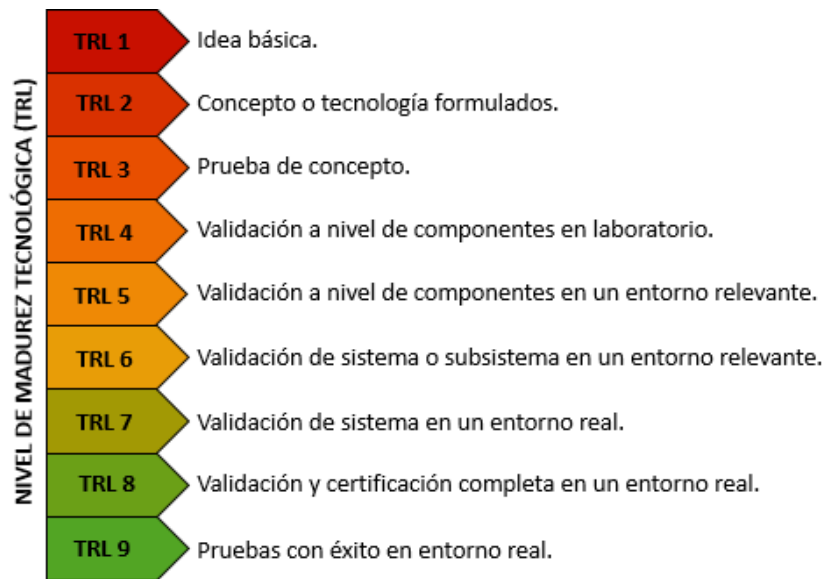 NIVEL DE MADUREZ TECNOLÓGICA (TRL)
TRL 1 Idea básica.
TRL 2 Concepto o tecnología formulados.
TRL 3 Prueba de concepto.
TRL 4 Validación a nivel de componentes en laboratorio.
TRL 5 Validación a nivel de componentes en un entorno relevante.
TRL 6 Validación de sistema o subsistema en un entorno relevante.
TRL 7 Validación de sistema en un entorno real.
TRL 8 Validación y certificación completa en un entorno real.
TRL 9 Pruebas con éxito en entorno real.